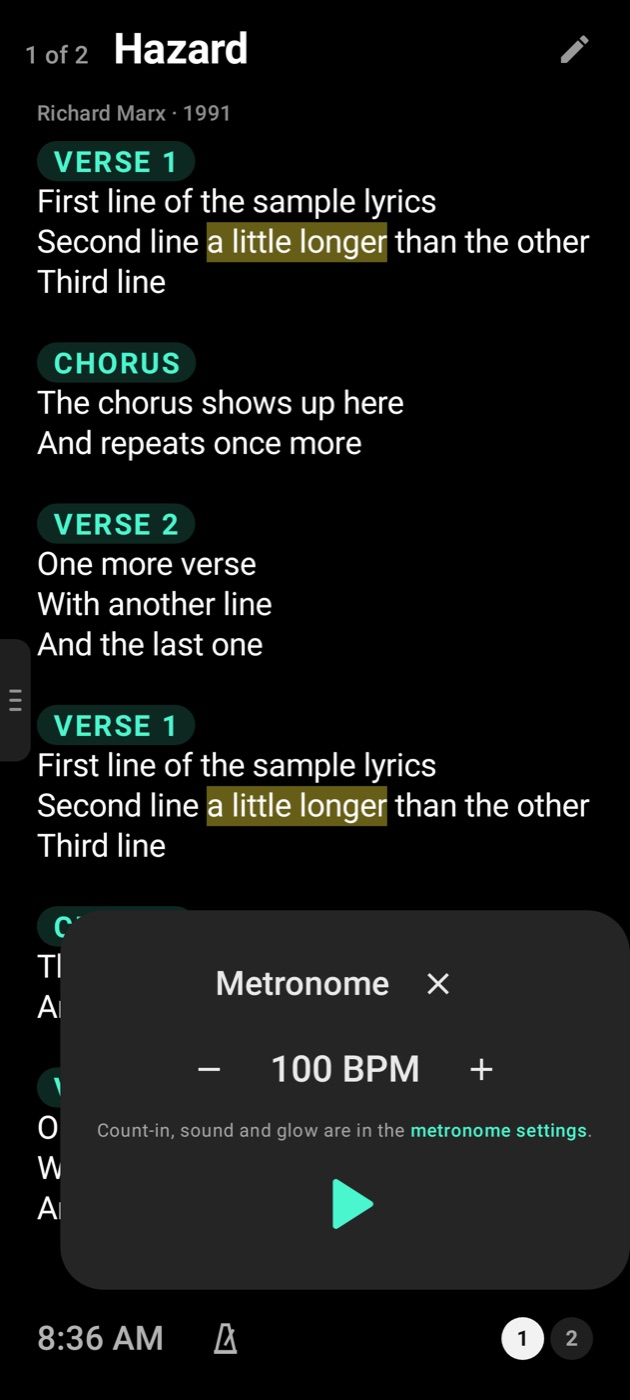 1 of 2 Hazard
Richard Marx · 1991
VERSE 1
First line of the sample lyrics
Second line a little longer than the other
Third line
CHORUS
The chorus shows up here
And repeats once more
VERSE 2
One more verse
With another line
And the last one
VERSE 1
First line of the sample lyrics
Second line a little longer than the other
Third line
Metronome
− 100 BPM +
Count-in, sound and glow are in the metronome settings.
8:36 AM 1 2